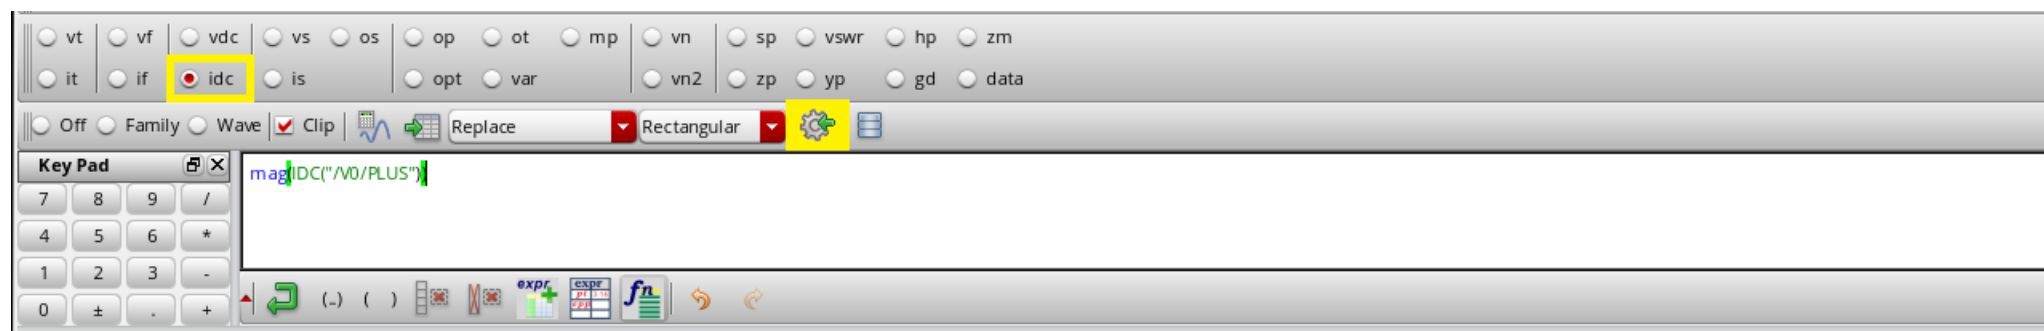 vt vf vdc vs os op ot mp vn sp vswr hp zm
it if idc is opt var vn2 zp yp gd data
Off Family Wave Clip Replace Rectangular
Key Pad
mag(IDC("/V0/PLUS"))
7 8 9 /
4 5 6 *
1 2 3 -
0 ± . +
(..) ( ) expr expr fn